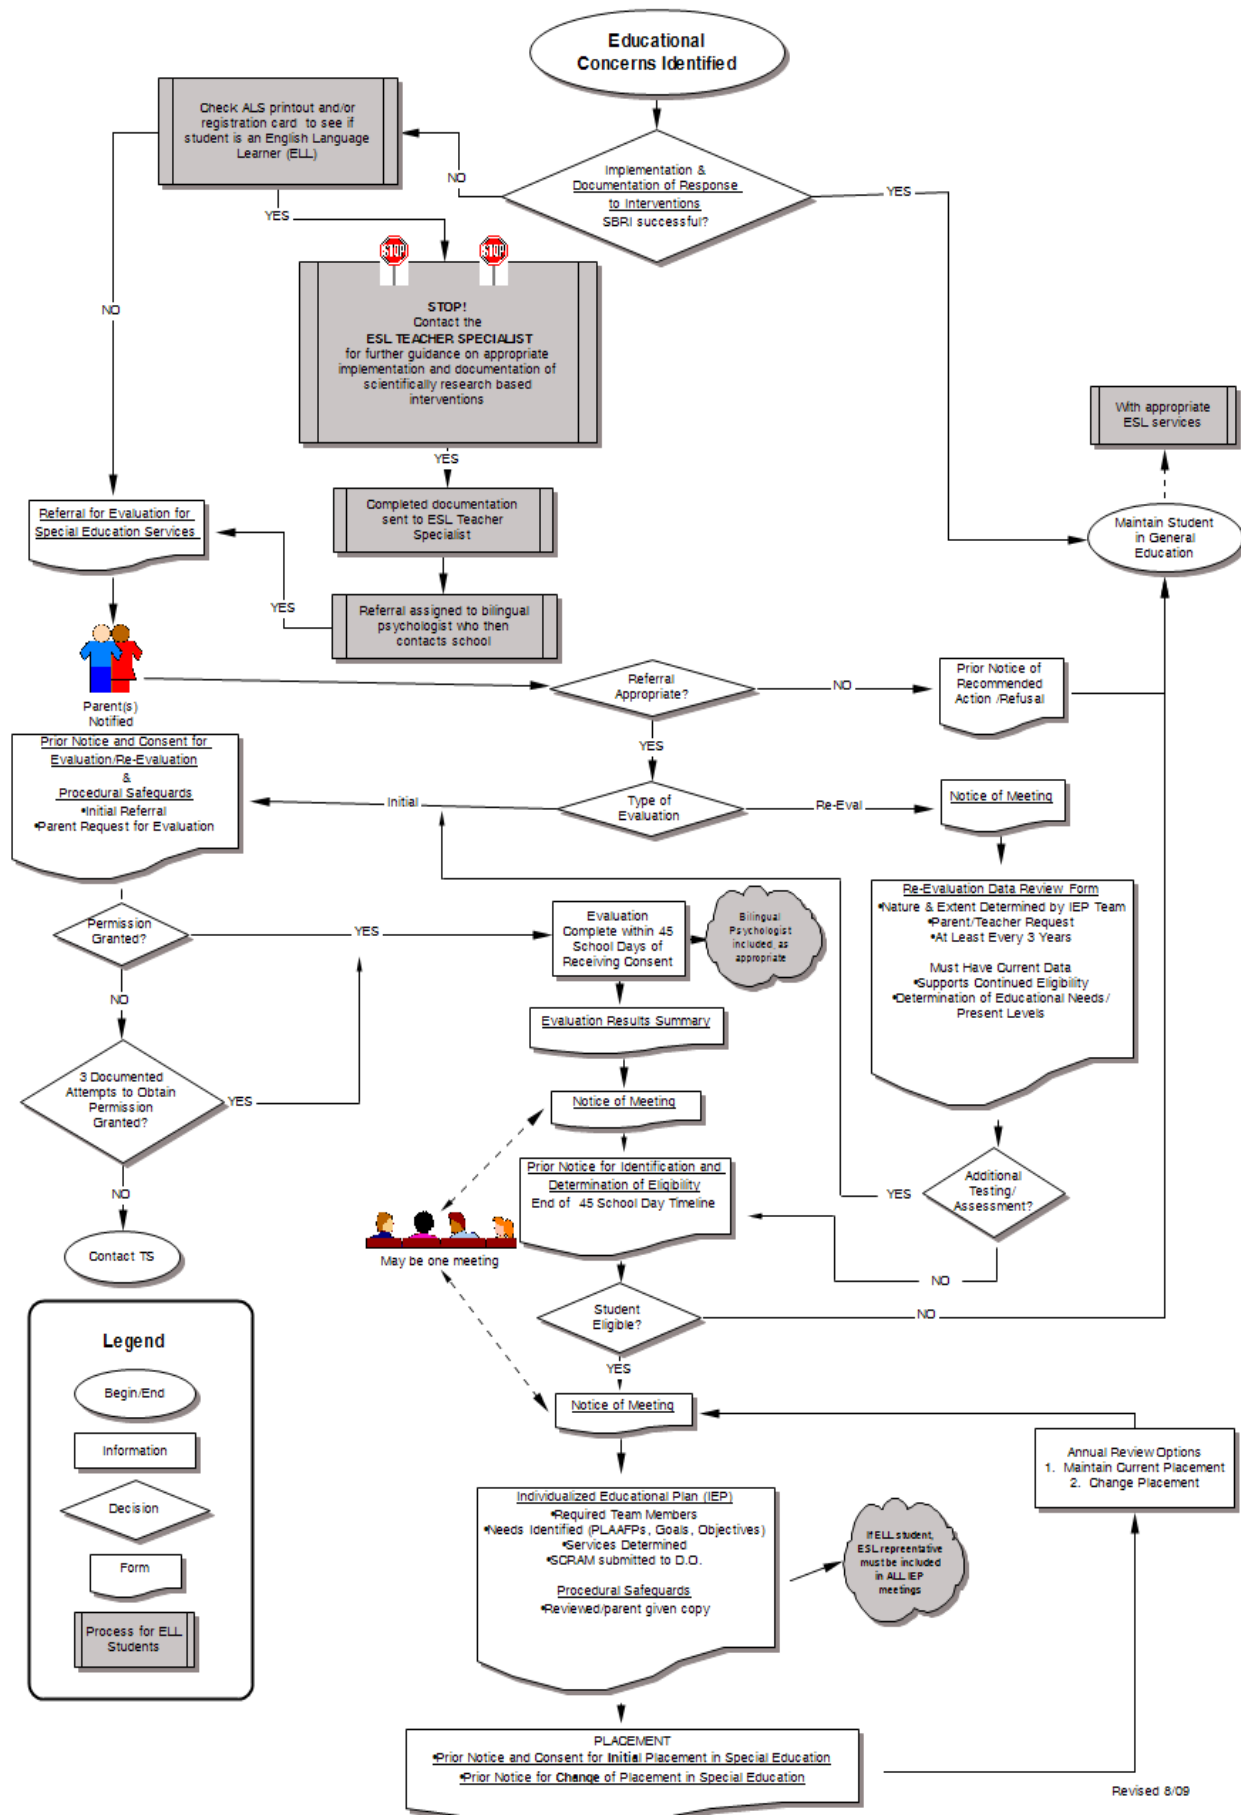 Educational
Concerns Identified
Check ALS printout and/or
registration card to see if
student is an English Language
Learner (ELL)
Implementation &
Documentation of Response
to Interventions
SBRI successful?
NO
YES
YES
NO
STOP
STOP
STOP!
Contact the
ESL TEACHER SPECIALIST
for further guidance on appropriate
implementation and documentation of
scientifically research based
interventions
With appropriate
ESL services
YES
Referral for Evaluation for
Special Education Services
Completed documentation
sent to ESL Teacher
Specialist
Maintain Student
in General
Education
YES
Referral assigned to bilingual
psychologist who then
contacts school
Parent(s)
Notified
Referral
Appropriate?
NO
Prior Notice of
Recommended
Action /Refusal
YES
Prior Notice and Consent for
Evaluation/Re-Evaluation
&
Procedural Safeguards
•Initial Referral
•Parent Request for Evaluation
Initial
Type of
Evaluation
Re-Eval
Notice of Meeting
Re-Evaluation Data Review Form
•Nature & Extent Determined by IEP Team
•Parent/Teacher Request
•At Least Every 3 Years
Must Have Current Data
•Supports Continued Eligibility
•Determination of Educational Needs/
Present Levels
Permission
Granted?
YES
Evaluation
Complete within 45
School Days of
Receiving Consent
Bilingual
Psychologist
included, as
appropriate
NO
Evaluation Results Summary
3 Documented
Attempts to Obtain
Permission
Granted?
YES
Notice of Meeting
Prior Notice for Identification and
Determination of Eligibility
End of 45 School Day Timeline
YES
Additional
Testing/
Assessment?
NO
NO
Contact TS
May be one meeting
Student
Eligible?
NO
YES
Notice of Meeting
Legend
Begin/End
Information
Decision
Form
Process for ELL
Students
Annual Review Options
1. Maintain Current Placement
2. Change Placement
Individualized Educational Plan (IEP)
•Required Team Members
•Needs Identified (PLAAFPs, Goals, Objectives)
•Services Determined
•SCRAM submitted to D.O.
Procedural Safeguards
•Reviewed/parent given copy
If ELL student,
ESL repreentative
must be included
in ALL IEP
meetings
PLACEMENT
•Prior Notice and Consent for Initial Placement in Special Education
•Prior Notice for Change of Placement in Special Education
Revised 8/09